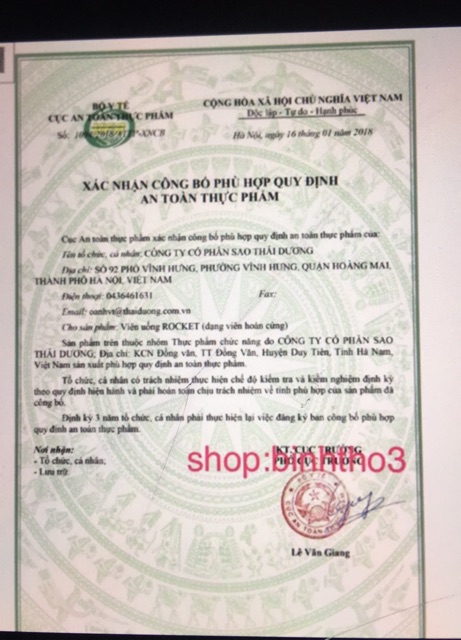 BỘ Y TẾ
CỤC AN TOÀN THỰC PHẨM
CỘNG HÒA XÃ HỘI CHỦ NGHĨA VIỆT NAM
Độc lập - Tự do - Hạnh phúc
Hà Nội, ngày 16 tháng 01 năm 2018
XÁC NHẬN CÔNG BỐ PHÙ HỢP QUY ĐỊNH
AN TOÀN THỰC PHẨM
Cục An toàn thực phẩm xác nhận công bố phù hợp quy định an toàn thực phẩm của:
Tên tổ chức, cá nhân: CÔNG TY CỔ PHẦN SAO THÁI DƯƠNG
Địa chỉ: SỐ 92 PHỐ VĨNH HƯNG, PHƯỜNG VĨNH HƯNG, QUẬN HOÀNG MAI,
THÀNH PHỐ HÀ NỘI, VIỆT NAM
Điện thoại: 0436461631 Fax:
Email: oanhvt@thaiduong.com.vn
Cho sản phẩm: Viên uống ROCKET (dạng viên hoàn cứng)
Sản phẩm trên thuộc nhóm Thực phẩm chức năng do CÔNG TY CỔ PHẦN SAO
THÁI DƯƠNG; Địa chỉ: KCN Đồng văn, TT Đồng Văn, Huyện Duy Tiên, Tỉnh Hà Nam,
Việt Nam sản xuất phù hợp quy định an toàn thực phẩm.
Tổ chức, cá nhân có trách nhiệm thực hiện chế độ kiểm tra và kiểm nghiệm định kỳ
theo quy định hiện hành và phải hoàn toàn chịu trách nhiệm về tính phù hợp của sản phẩm đã
công bố.
Định kỳ 3 năm tổ chức, cá nhân phải thực hiện lại việc đăng ký bản công bố phù hợp
quy định an toàn thực phẩm.
Nơi nhận:
- Tổ chức, cá nhân;
- Lưu trữ.
KT.CỤC TRƯỞNG
PHÓ CỤC TRƯỞNG
shop:binhtho3
Lê Văn Giang